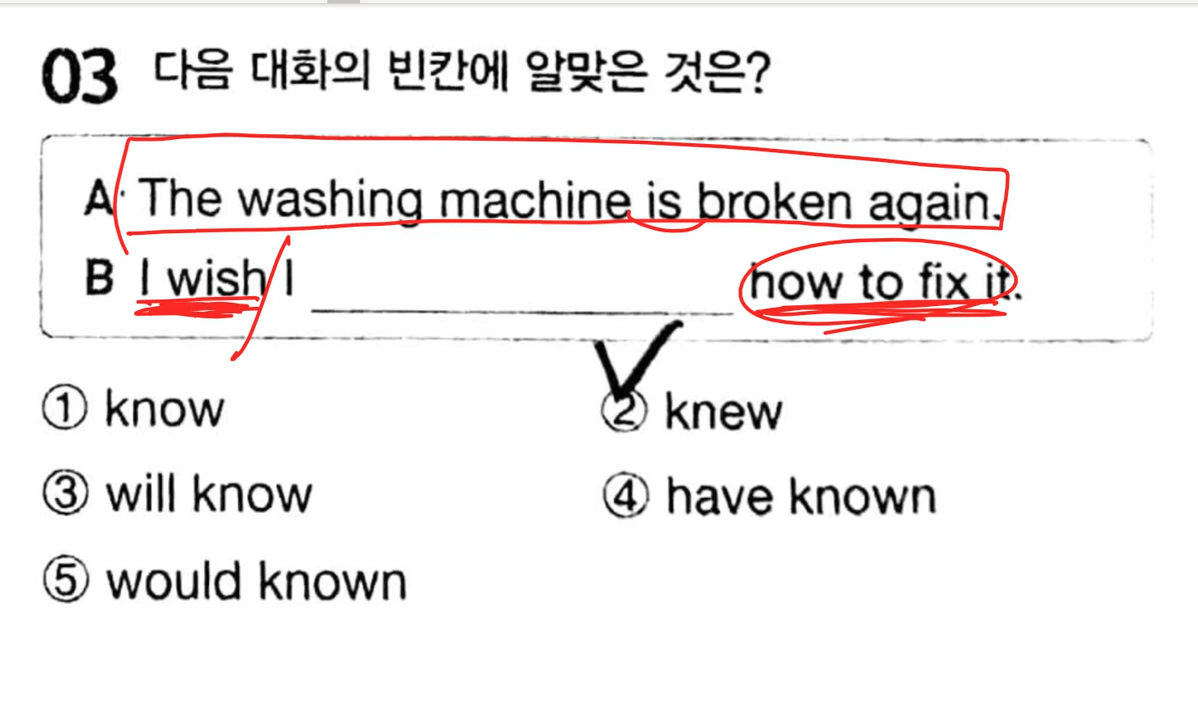 03 다음 대화의 빈칸에 알맞은 것은?
A The washing machine is broken again.
B I wish I ____________ how to fix it.
① know
② knew
③ will know
④ have known
⑤ would known